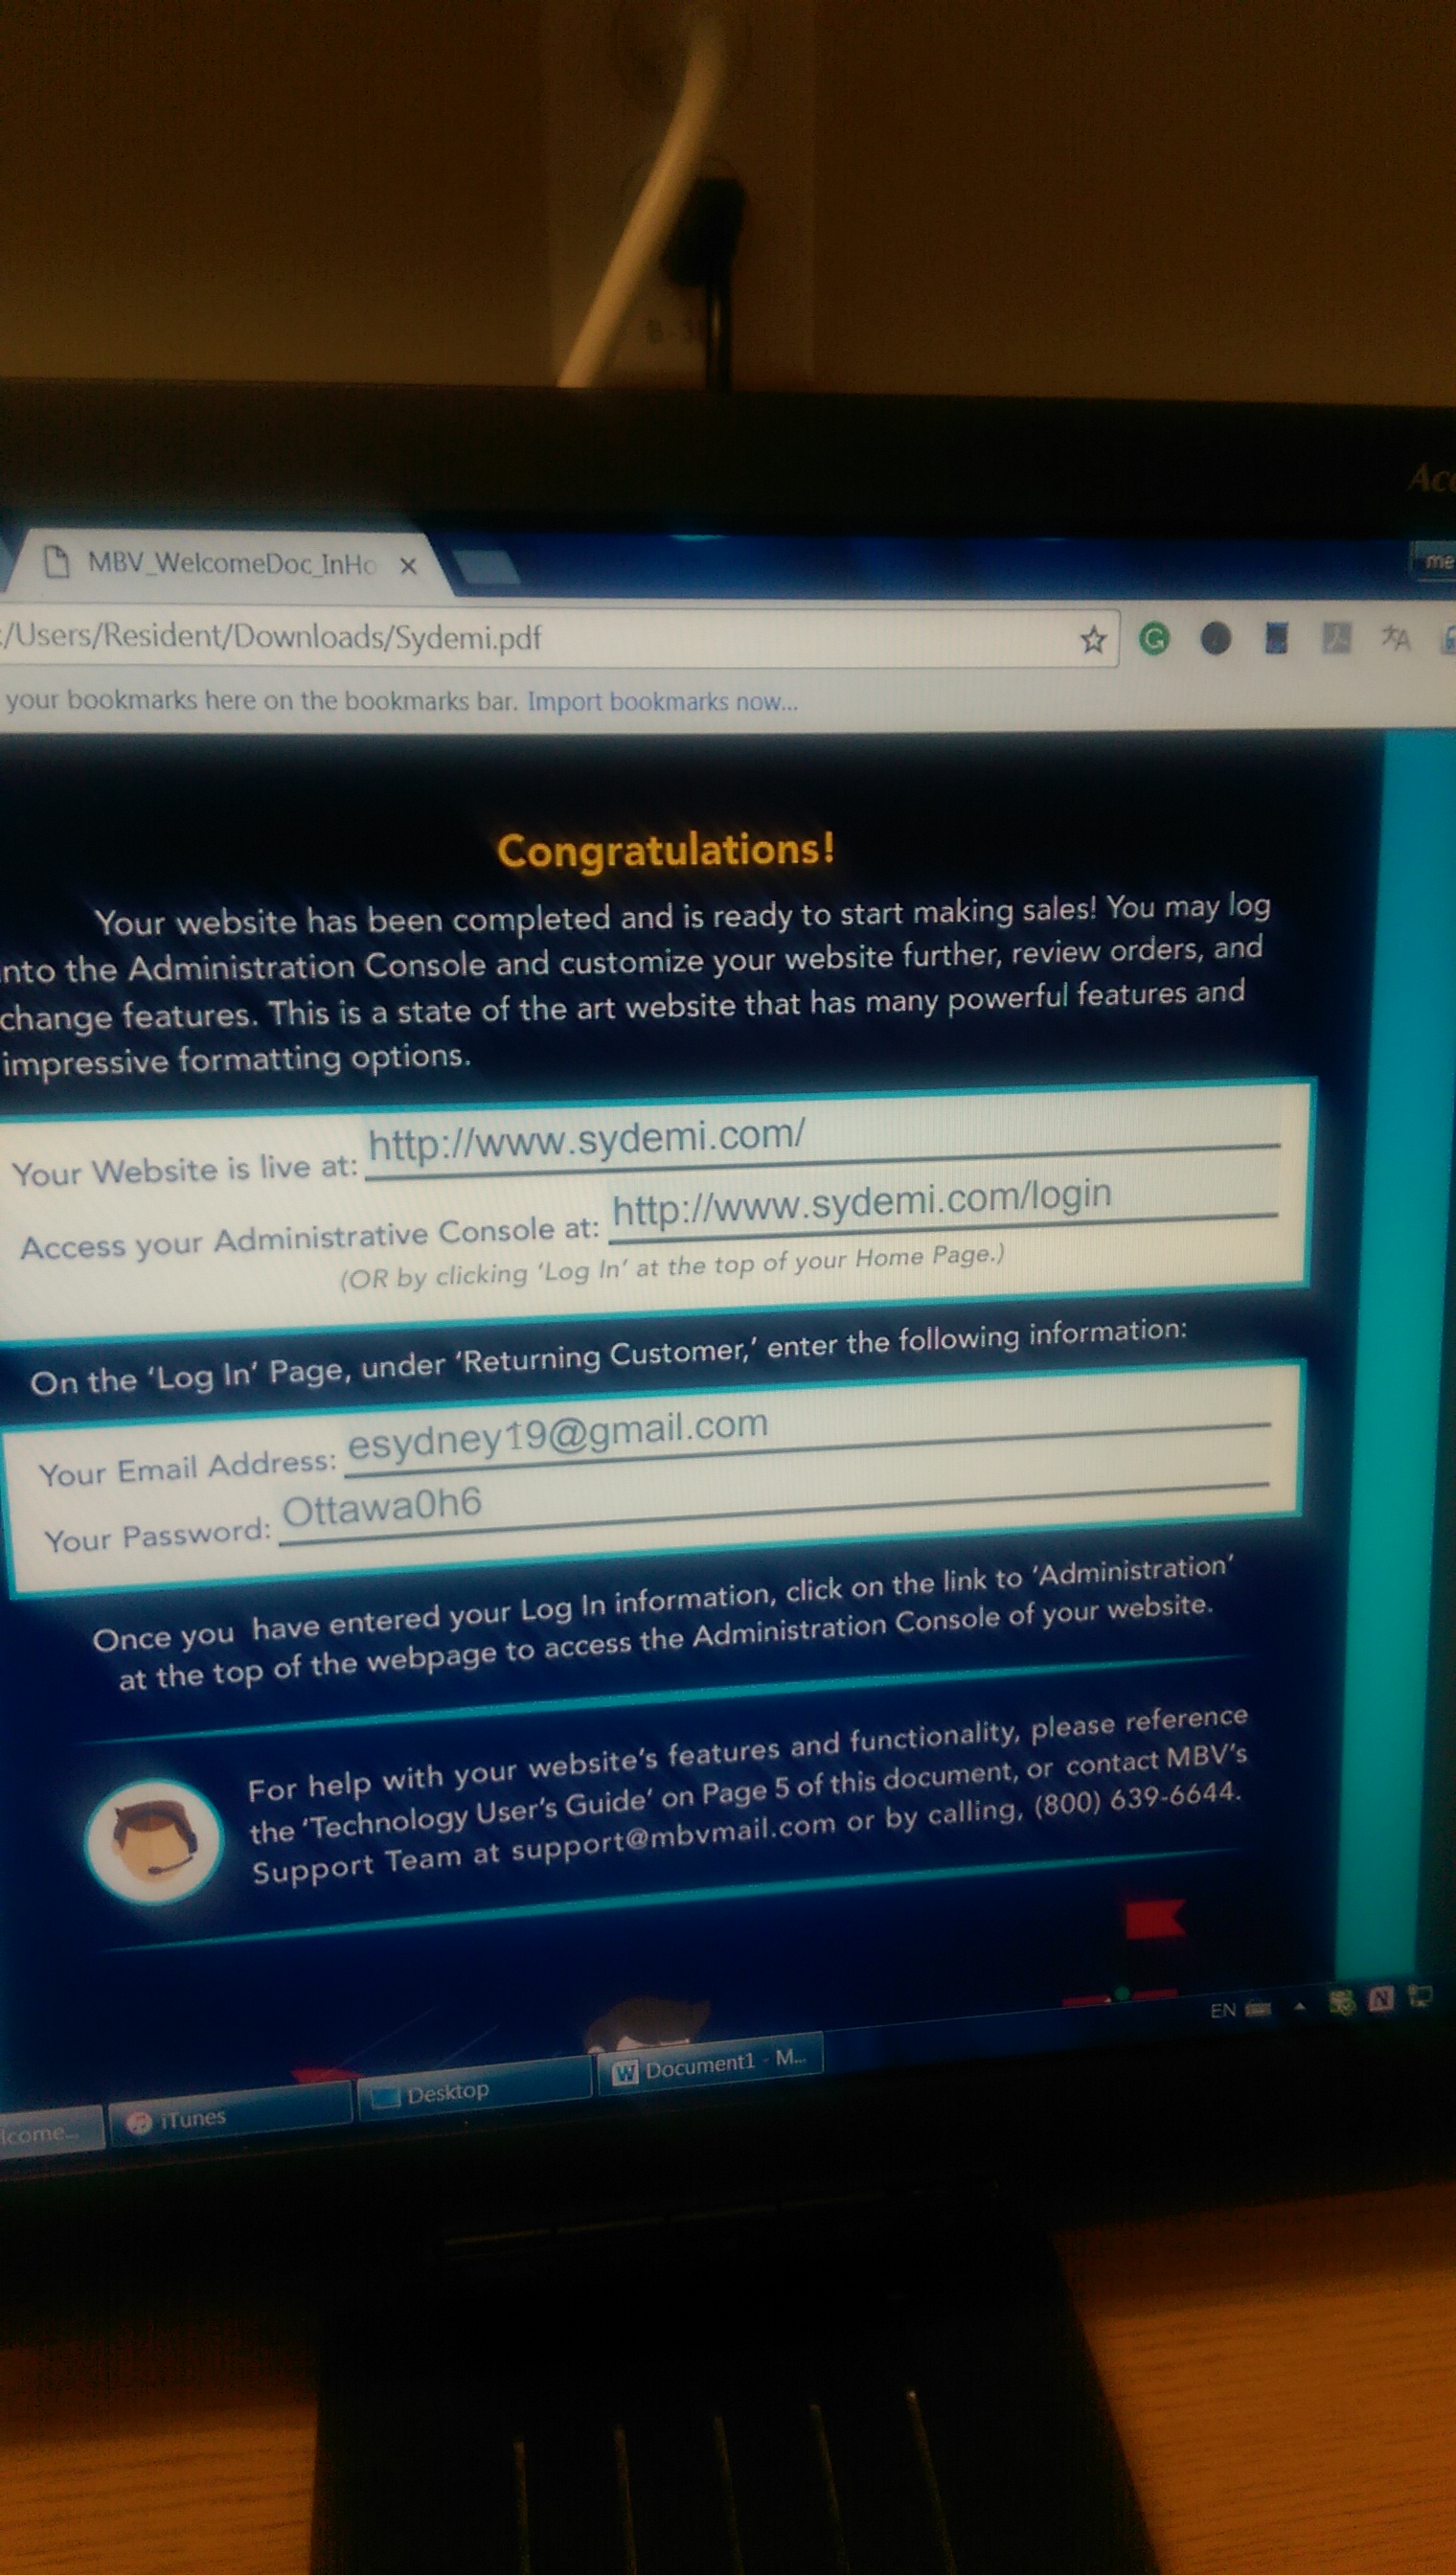 Acc
MBV_WelcomeDoc_InHo
me
:/Users/Resident/Downloads/Sydemi.pdf
your bookmarks here on the bookmarks bar. Import bookmarks now...
Congratulations!
Your website has been completed and is ready to start making sales! You may log
nto the Administration Console and customize your website further, review orders, and
change features. This is a state of the art website that has many powerful features and
impressive formatting options.
Your Website is live at: http://www.sydemi.com/
Access your Administrative Console at: http://www.sydemi.com/login
(OR by clicking ‘Log In’ at the top of your Home Page.)
On the ‘Log In’ Page, under ‘Returning Customer,’ enter the following information:
Your Email Address: esydney19@gmail.com
Your Password: Ottawa0h6
Once you have entered your Log In information, click on the link to ‘Administration’
at the top of the webpage to access the Administration Console of your website.
For help with your website’s features and functionality, please reference
the ‘Technology User’s Guide’ on Page 5 of this document, or contact MBV’s
Support Team at support@mbvmail.com or by calling, (800) 639-6644.
EN
lcome... iTunes Desktop Document1 - M...